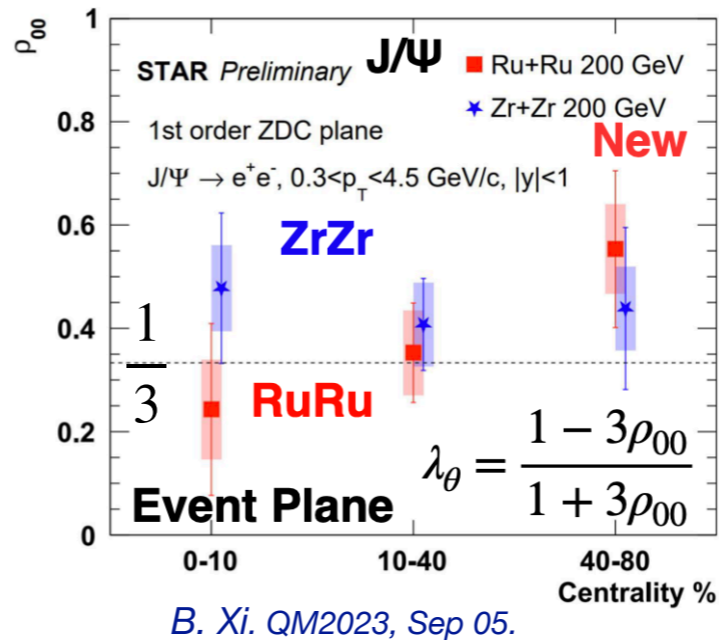 1
ρ00
STAR Preliminary J/Ψ
Ru+Ru 200 GeV
Zr+Zr 200 GeV
0.8
1st order ZDC plane
New
J/Ψ → e+e-, 0.3<pT<4.5 GeV/c, |y|<1
0.6
ZrZr
0.4
1
3
RuRu
0.2
λθ = 1 − 3ρ00
1 + 3ρ00
Event Plane
0
0-10
10-40
40-80
Centrality %
B. Xi. QM2023, Sep 05.